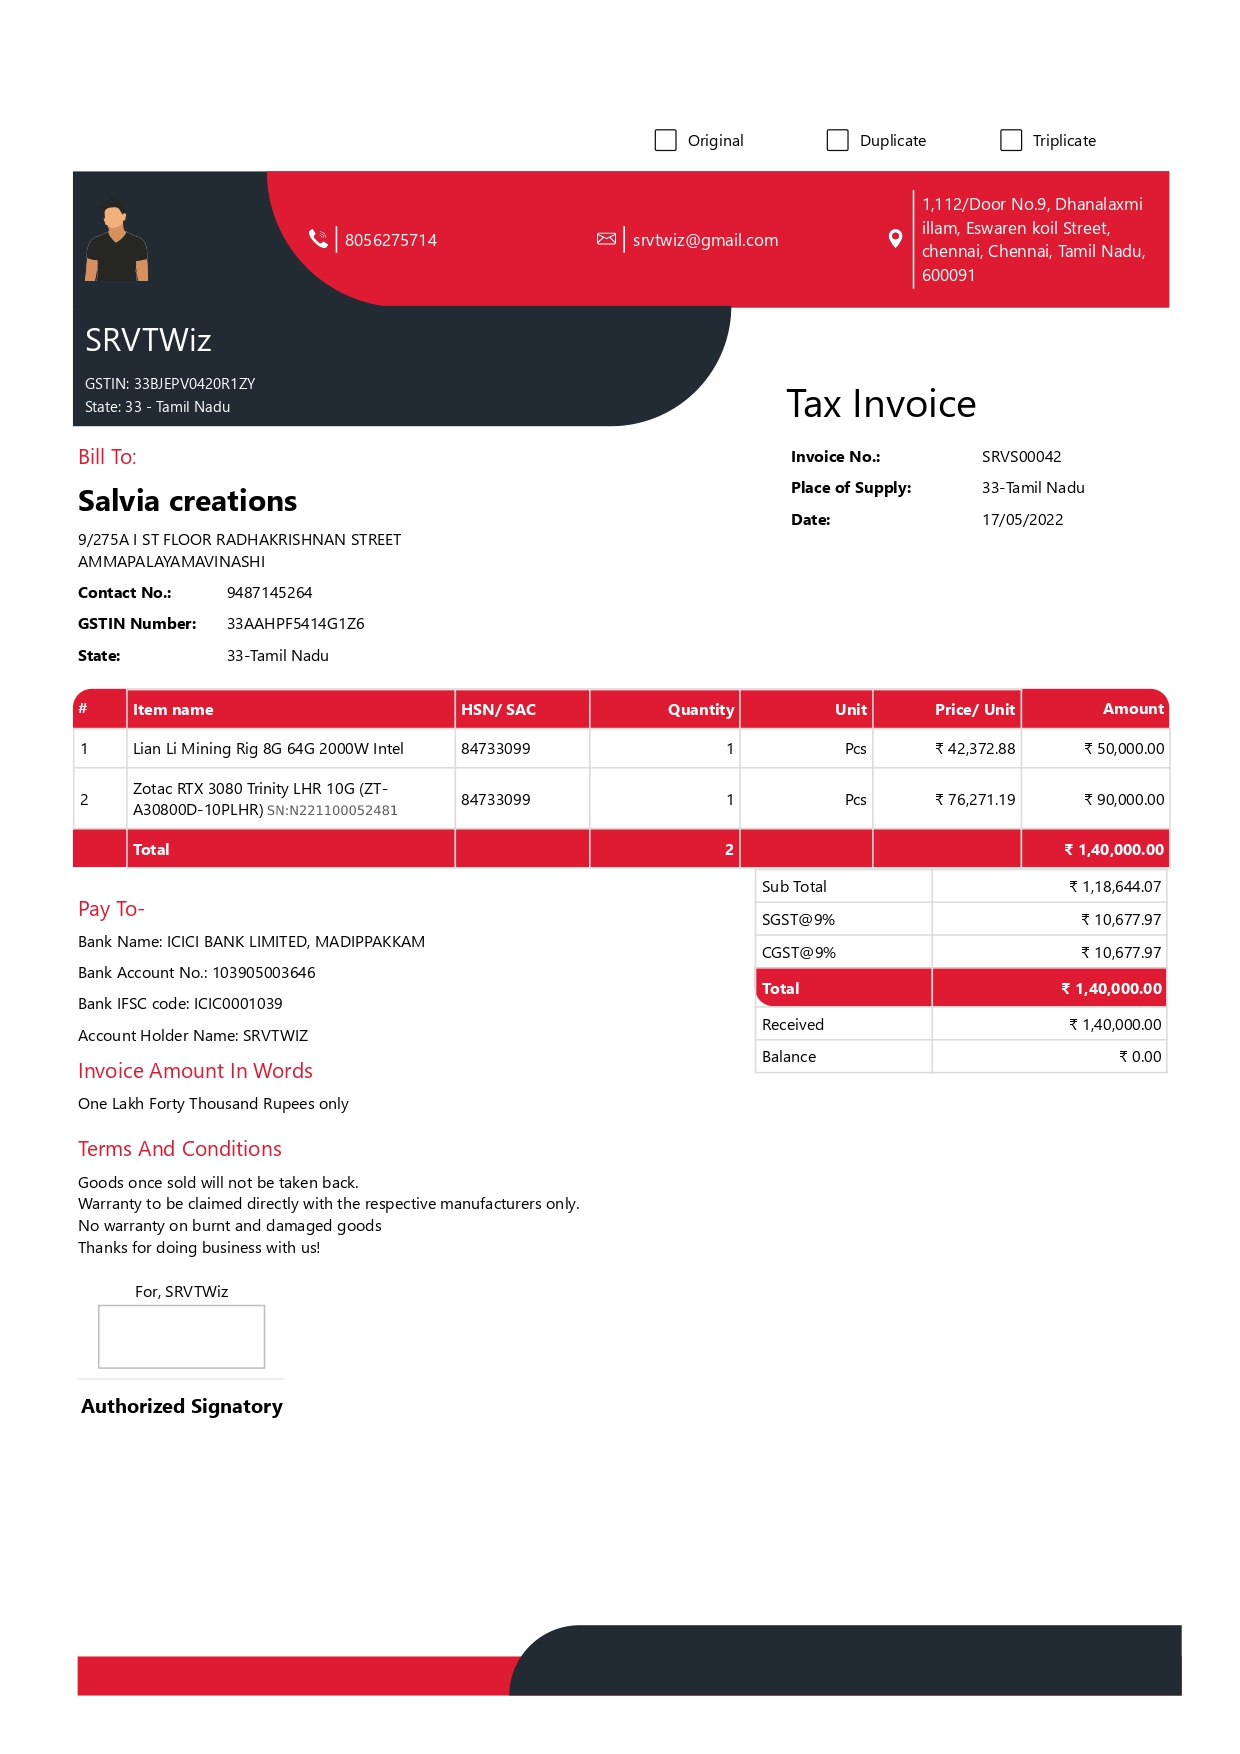 Original Duplicate Triplicate
8056275714
srvtwiz@gmail.com
1,112/Door No.9, Dhanalaxmi
illam, Eswaren koil Street,
chennai, Chennai, Tamil Nadu,
600091
SRVTWiz
GSTIN: 33BJEPV0420R1ZY
State: 33 - Tamil Nadu
Tax Invoice
Bill To:
Salvia creations
9/275A I ST FLOOR RADHAKRISHNAN STREET
AMMAPALAYAMAVINASHI
Contact No.: 9487145264
GSTIN Number: 33AAHPF5414G1Z6
State: 33-Tamil Nadu
Invoice No.: SRVS00042
Place of Supply: 33-Tamil Nadu
Date: 17/05/2022
# Item name HSN/ SAC Quantity Unit Price/ Unit Amount
1 Lian Li Mining Rig 8G 64G 2000W Intel 84733099 1 Pcs ₹ 42,372.88 ₹ 50,000.00
2 Zotac RTX 3080 Trinity LHR 10G (ZT-
A30800D-10PLHR) SN:N221100052481 84733099 1 Pcs ₹ 76,271.19 ₹ 90,000.00
Total 2 ₹ 1,40,000.00
Sub Total ₹ 1,18,644.07
SGST@9% ₹ 10,677.97
CGST@9% ₹ 10,677.97
Total ₹ 1,40,000.00
Received ₹ 1,40,000.00
Balance ₹ 0.00
Pay To-
Bank Name: ICICI BANK LIMITED, MADIPPAKKAM
Bank Account No.: 103905003646
Bank IFSC code: ICIC0001039
Account Holder Name: SRVTWIZ
Invoice Amount In Words
One Lakh Forty Thousand Rupees only
Terms And Conditions
Goods once sold will not be taken back.
Warranty to be claimed directly with the respective manufacturers only.
No warranty on burnt and damaged goods
Thanks for doing business with us!
For, SRVTWiz
Authorized Signatory